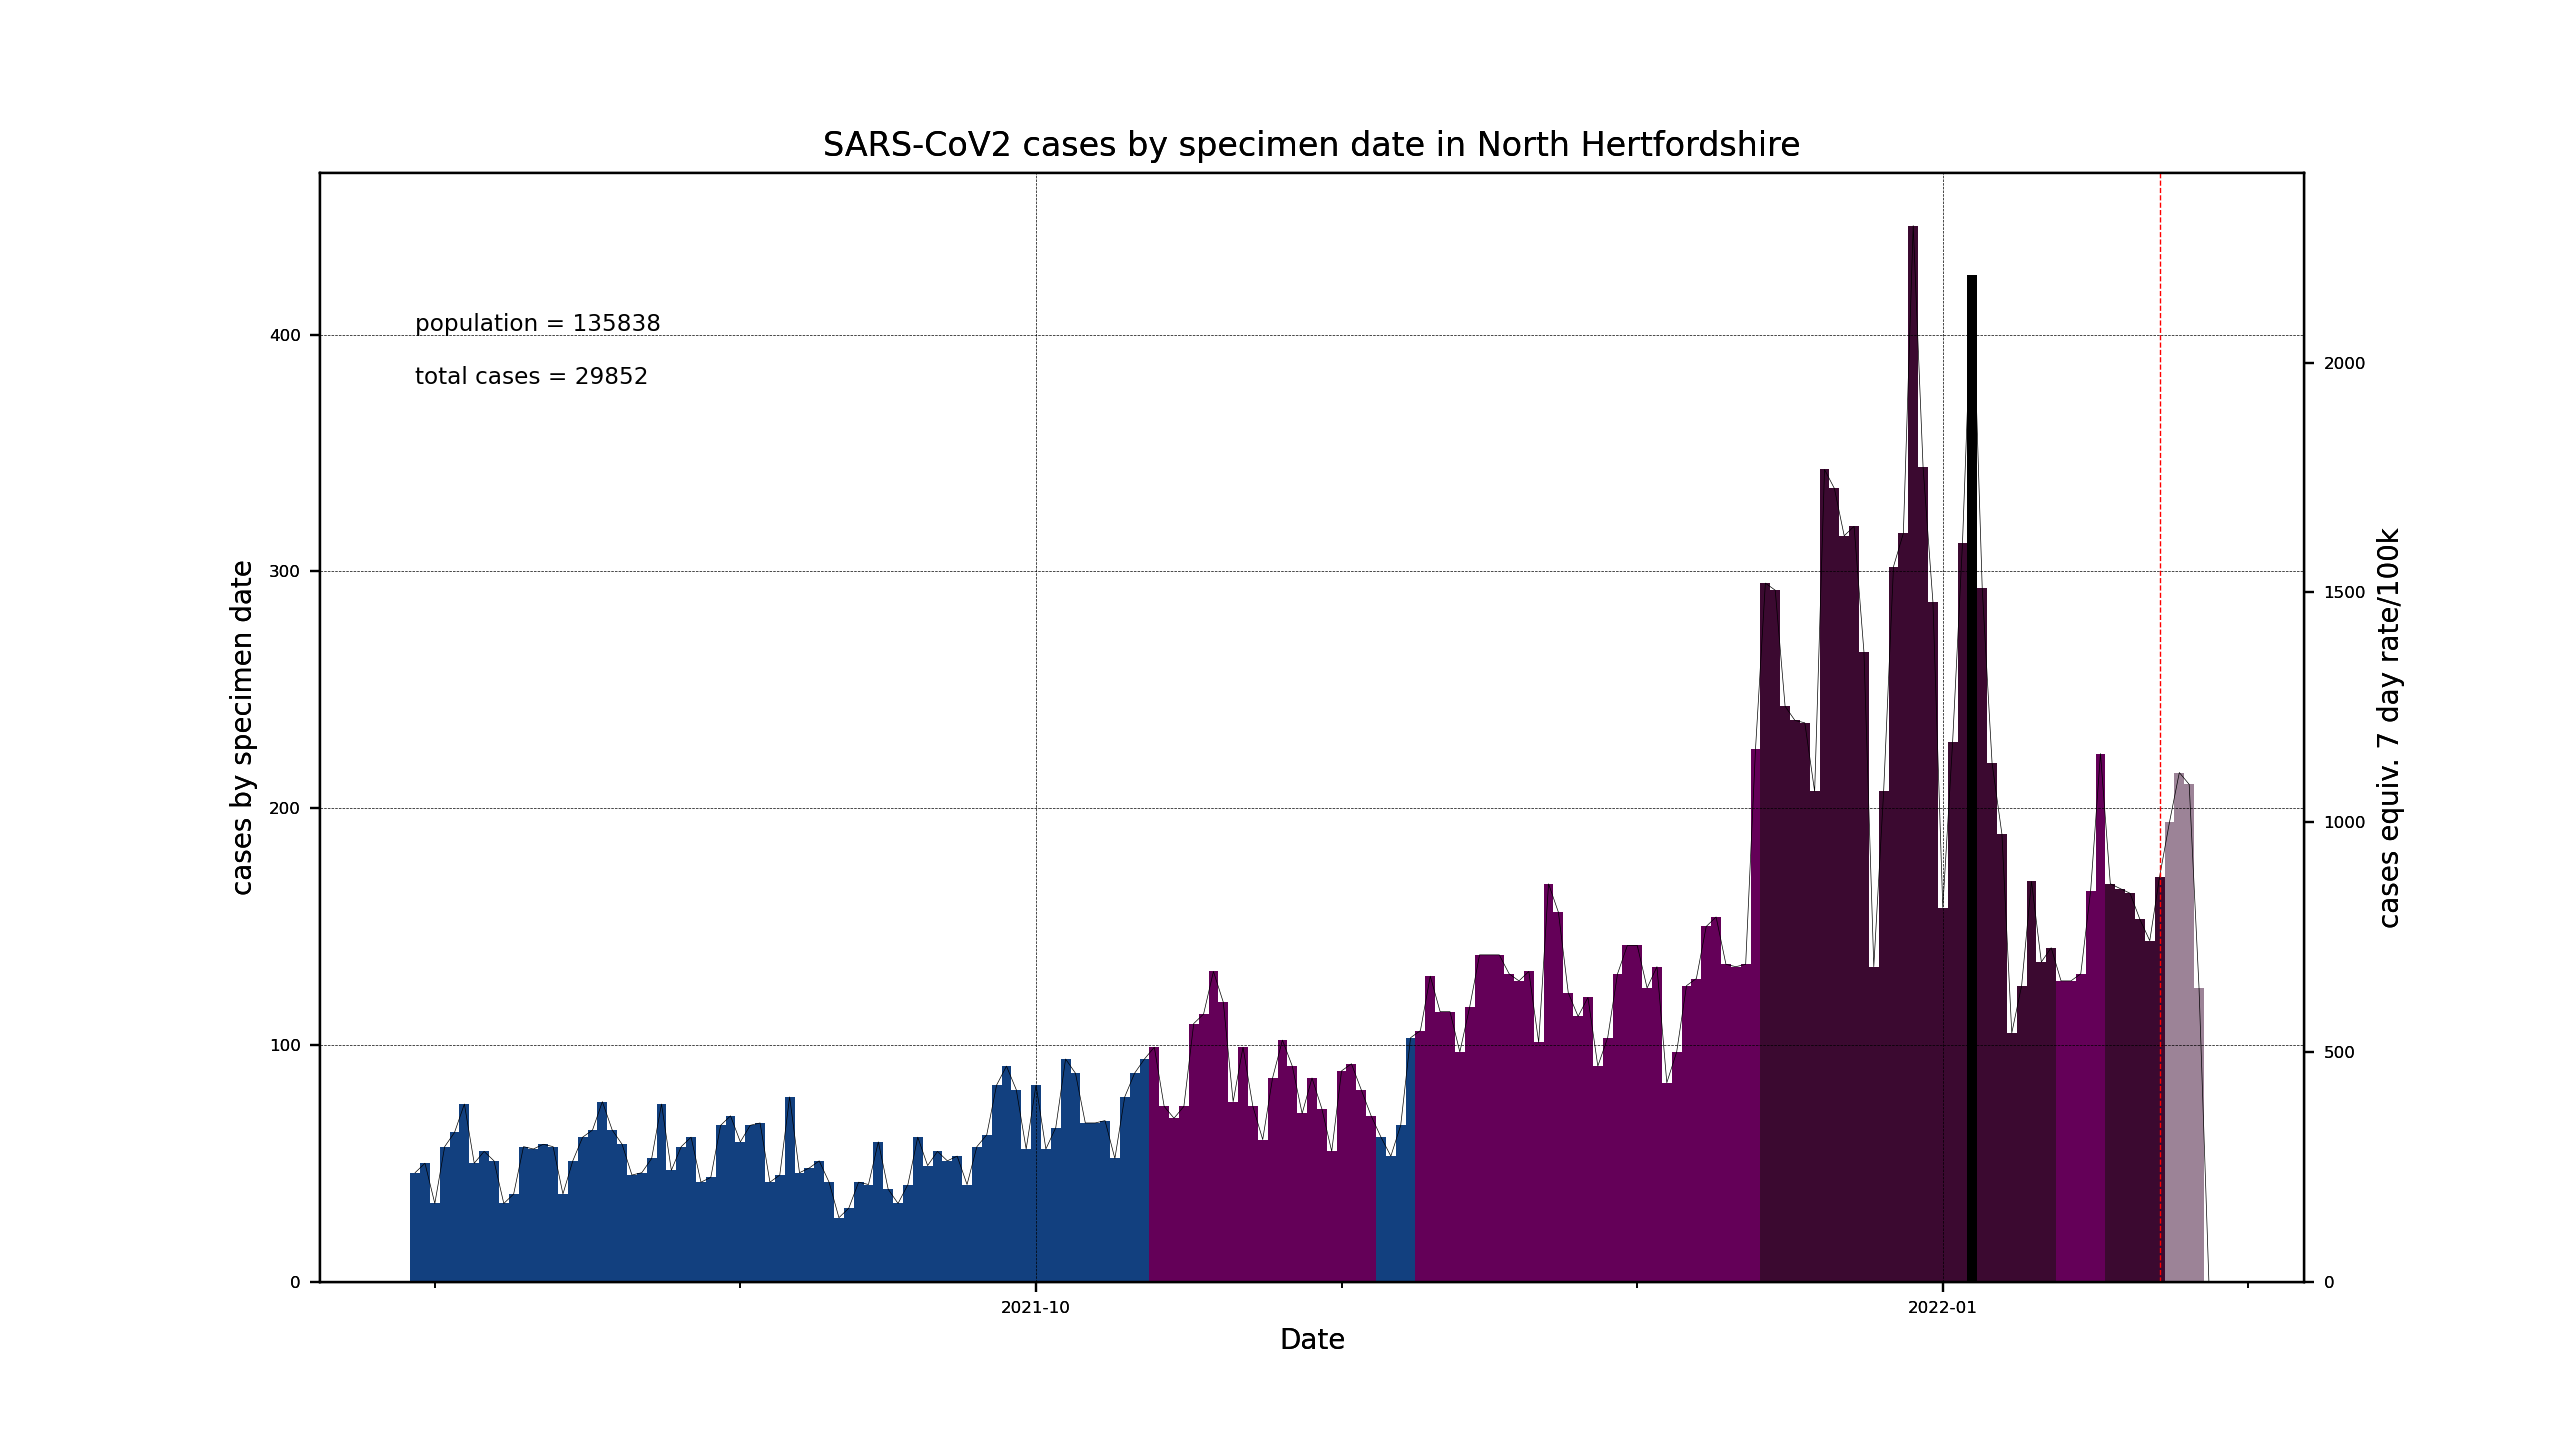 SARS-CoV2 cases by specimen date in North Hertfordshire
population = 135838
total cases = 29852
cases by specimen date
400
300
200
100
0
2000
1500
1000
500
0
cases equiv. 7 day rate/100k
2021-10
2022-01
Date